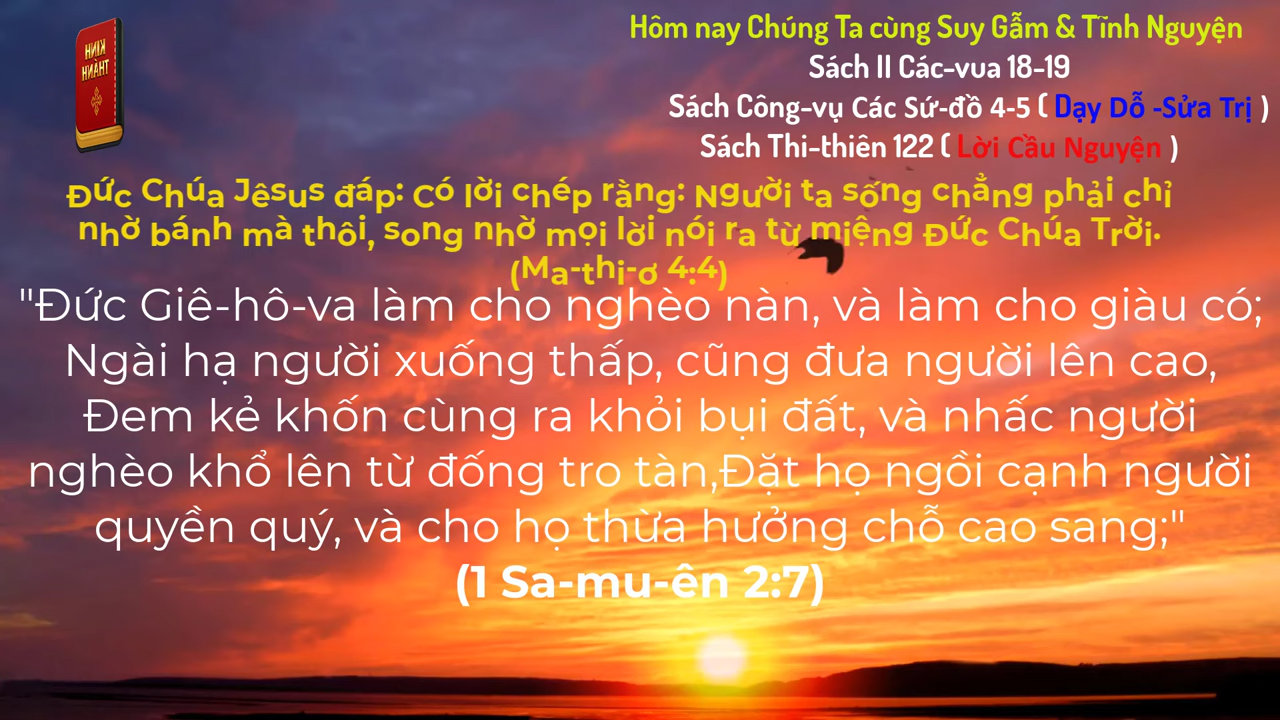 KINH
THÁNH
Hôm nay Chúng Ta cùng Suy Gẫm & Tĩnh Nguyện
Sách II Các-vua 18-19
Sách Công-vụ Các Sứ-đồ 4-5 ( Dạy Dỗ -Sửa Trị )
Sách Thi-thiên 122 ( Lời Cầu Nguyện )
Đức Chúa Jêsus đáp: Có lời chép rằng: Người ta sống chẳng phải chỉ
nhờ bánh mà thôi, song nhờ mọi lời nói ra từ miệng Đức Chúa Trời.
(Ma-thi-ơ 4:4)
"Đức Giê-hô-va làm cho nghèo nàn, và làm cho giàu có;
Ngài hạ người xuống thấp, cũng đưa người lên cao,
Đem kẻ khốn cùng ra khỏi bụi đất, và nhấc người
nghèo khổ lên từ đống tro tàn,Đặt họ ngồi cạnh người
quyền quý, và cho họ thừa hưởng chỗ cao sang;"
(1 Sa-mu-ên 2:7)